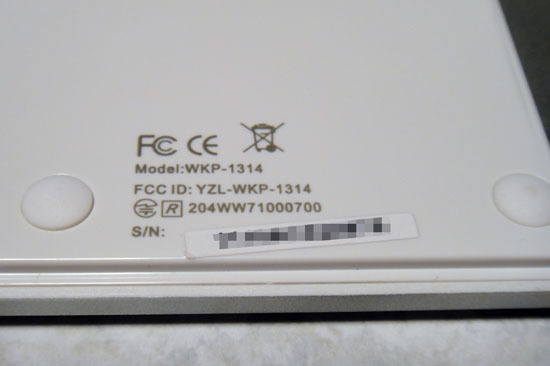 FC CE
Model:WKP-1314
FCC ID: YZL-WKP-1314
R 204WW71000700
S/N: